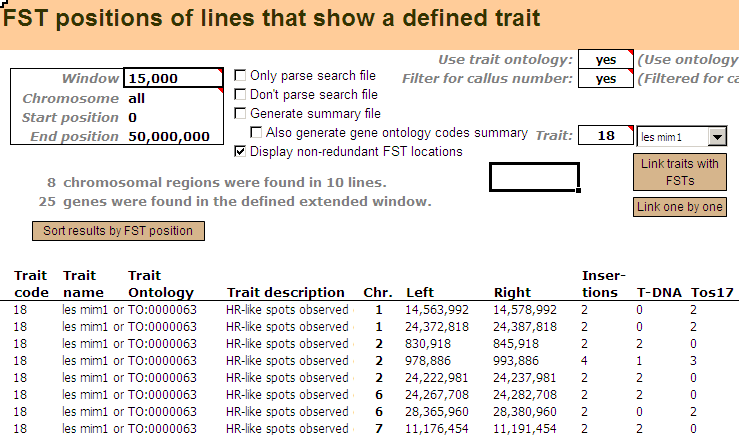 FST positions of lines that show a defined trait
Use trait ontology: yes (Use ontology
Filter for callus number: yes (Filtered for ca
Window 15,000
Chromosome all
Start position 0
End position 50,000,000
Only parse search file
Don't parse search file
Generate summary file
Also generate gene ontology codes summary
Display non-redundant FST locations
Trait: 18 les mim1
Link traits with
FSTs
Link one by one
8 chromosomal regions were found in 10 lines.
25 genes were found in the defined extended window.
Sort results by FST position
Trait Trait Trait Inser-
code name Ontology Trait description Chr. Left Right tions T-DNA Tos17
18 les mim1 or TO:0000063 HR-like spots observed 1 14,563,992 14,578,992 2 0 2
18 les mim1 or TO:0000063 HR-like spots observed 1 24,372,818 24,387,818 2 0 2
18 les mim1 or TO:0000063 HR-like spots observed 2 830,918 845,918 2 2 0
18 les mim1 or TO:0000063 HR-like spots observed 2 978,886 993,886 4 1 3
18 les mim1 or TO:0000063 HR-like spots observed 2 24,222,981 24,237,981 2 2 0
18 les mim1 or TO:0000063 HR-like spots observed 6 24,267,708 24,282,708 2 2 0
18 les mim1 or TO:0000063 HR-like spots observed 6 28,365,960 28,380,960 2 0 2
18 les mim1 or TO:0000063 HR-like spots observed 7 11,176,454 11,191,454 2 2 0